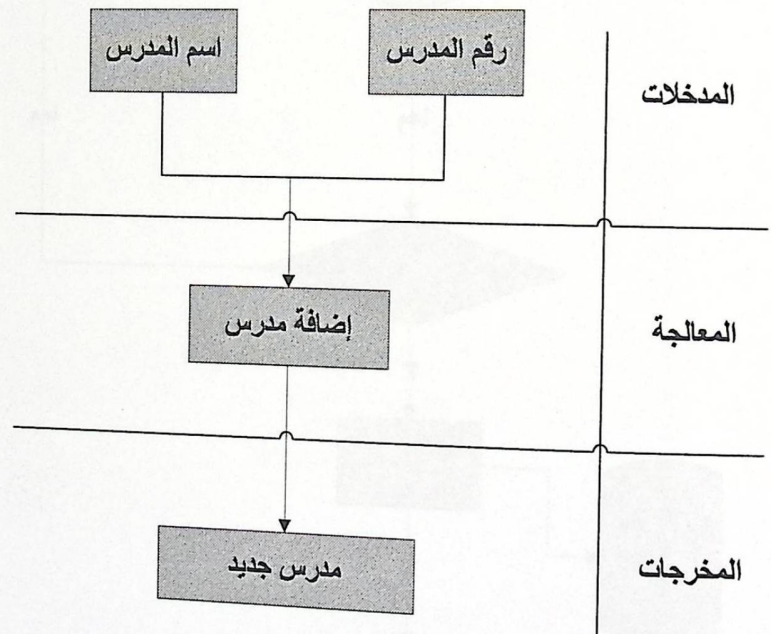 المدخلات
رقم المدرس
اسم المدرس
المعالجة
إضافة مدرس
المخرجات
مدرس جديد